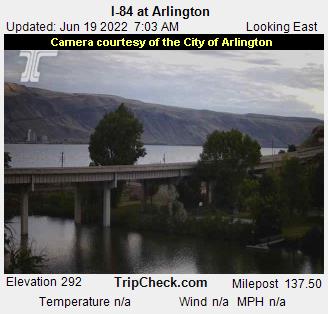 I-84 at Arlington
Updated: Jun 19 2022 7:03 AM Looking East
Camera courtesy of the City of Arlington
Elevation 292 TripCheck.com Milepost 137.50
Temperature n/a Wind n/a MPH n/a